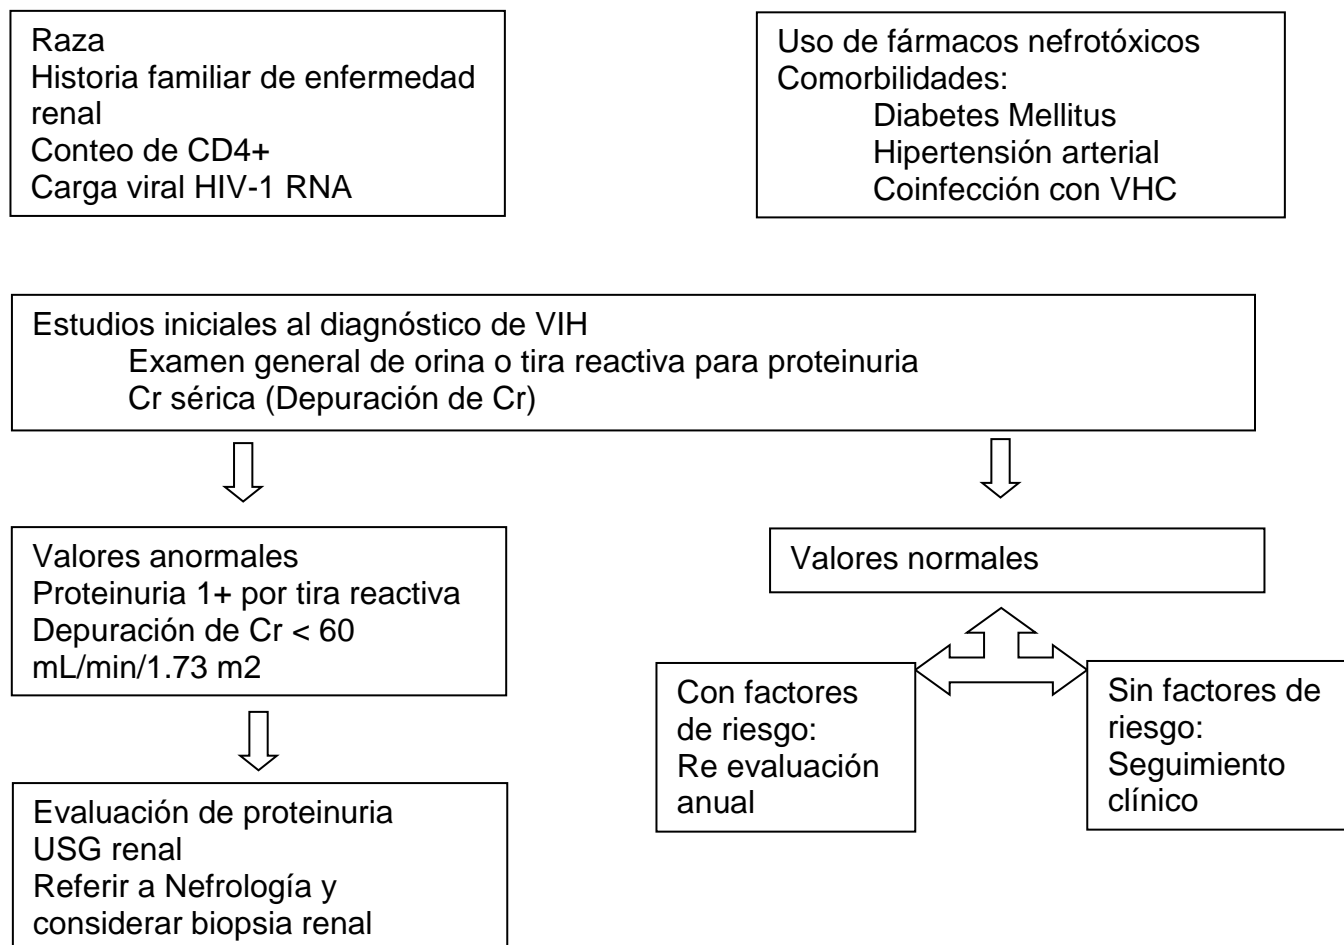 Raza
Historia familiar de enfermedad
renal
Conteo de CD4+
Carga viral HIV-1 RNA
Uso de fármacos nefrotóxicos
Comorbilidades:
Diabetes Mellitus
Hipertensión arterial
Coinfección con VHC
Estudios iniciales al diagnóstico de VIH
Examen general de orina o tira reactiva para proteinuria
Cr sérica (Depuración de Cr)
Valores anormales
Proteinuria 1+ por tira reactiva
Depuración de Cr < 60
mL/min/1.73 m2
Valores normales
Con factores
de riesgo:
Re evaluación
anual
Sin factores de
riesgo:
Seguimiento
clínico
Evaluación de proteinuria
USG renal
Referir a Nefrología y
considerar biopsia renal